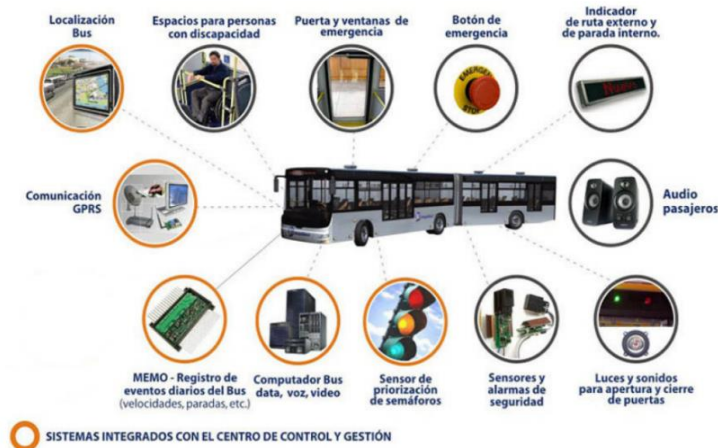 Localización
Bus
Espacios para personas
con discapacidad
Puerta y ventanas de
emergencia
Botón de
emergencia
Indicador
de ruta externo y
de parada interno.
EMERGENCY
STOP
Comunicación
GPRS
Audio
pasajeros
MEMO - Registro de
eventos diarios del Bus
(velocidades, paradas, etc.)
Computador Bus
data, voz, video
Sensor de
priorización
de semáforos
Sensores y
alarmas de
seguridad
Luces y sonidos
para apertura y cierre
de puertas
SISTEMAS INTEGRADOS CON EL CENTRO DE CONTROL Y GESTIÓN